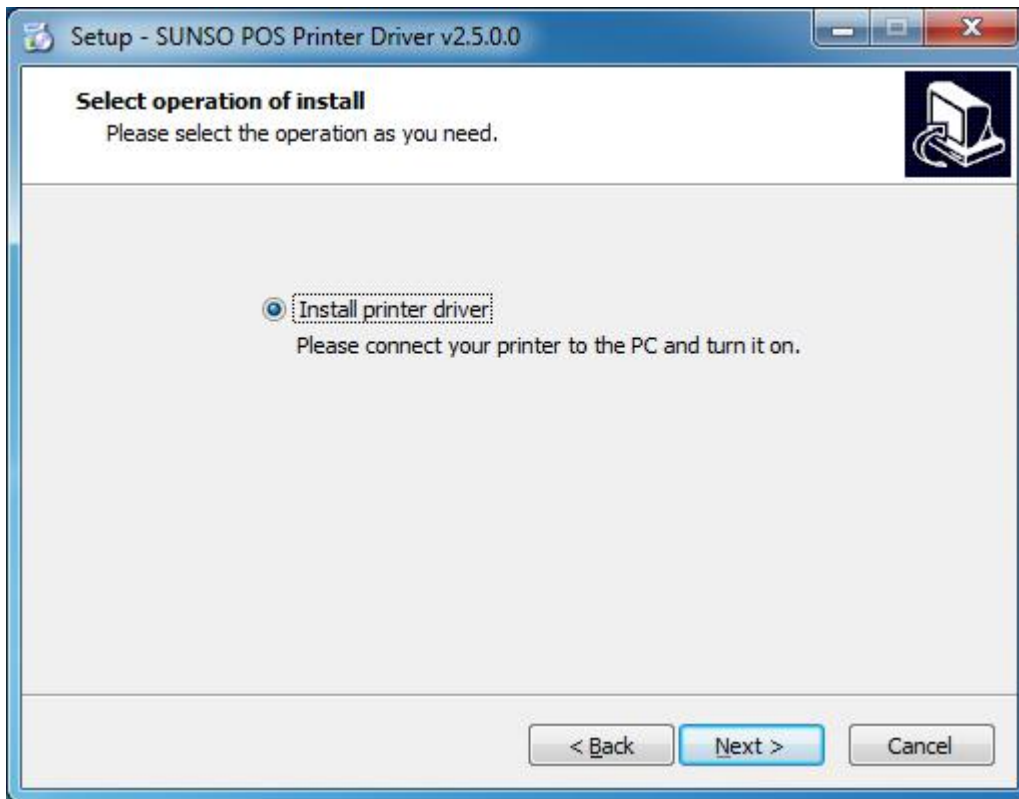 Setup - SUNSO POS Printer Driver v2.5.0.0
Select operation of install
Please select the operation as you need.
Install printer driver
Please connect your printer to the PC and turn it on.
< Back Next > Cancel